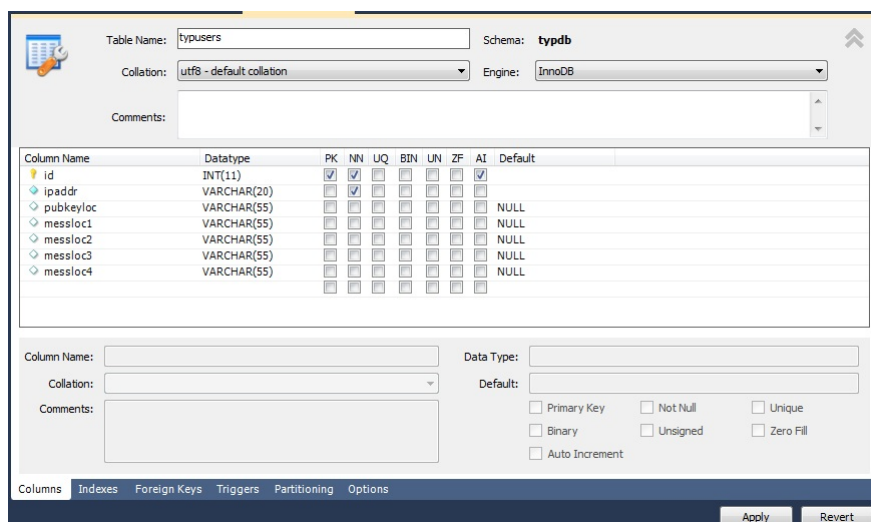 Table Name: typusers Schema: typdb
Collation: utf8 - default collation Engine: InnoDB
Comments:
Column Name Datatype PK NN UQ BIN UN ZF AI Default
id INT(11)
ipaddr VARCHAR(20)
pubkeyloc VARCHAR(55) NULL
messloc1 VARCHAR(55) NULL
messloc2 VARCHAR(55) NULL
messloc3 VARCHAR(55) NULL
messloc4 VARCHAR(55) NULL
Column Name: Data Type:
Collation: Default:
Comments: Primary Key Not Null Unique
Binary Unsigned Zero Fill
Auto Increment
Columns Indexes Foreign Keys Triggers Partitioning Options
Apply Revert